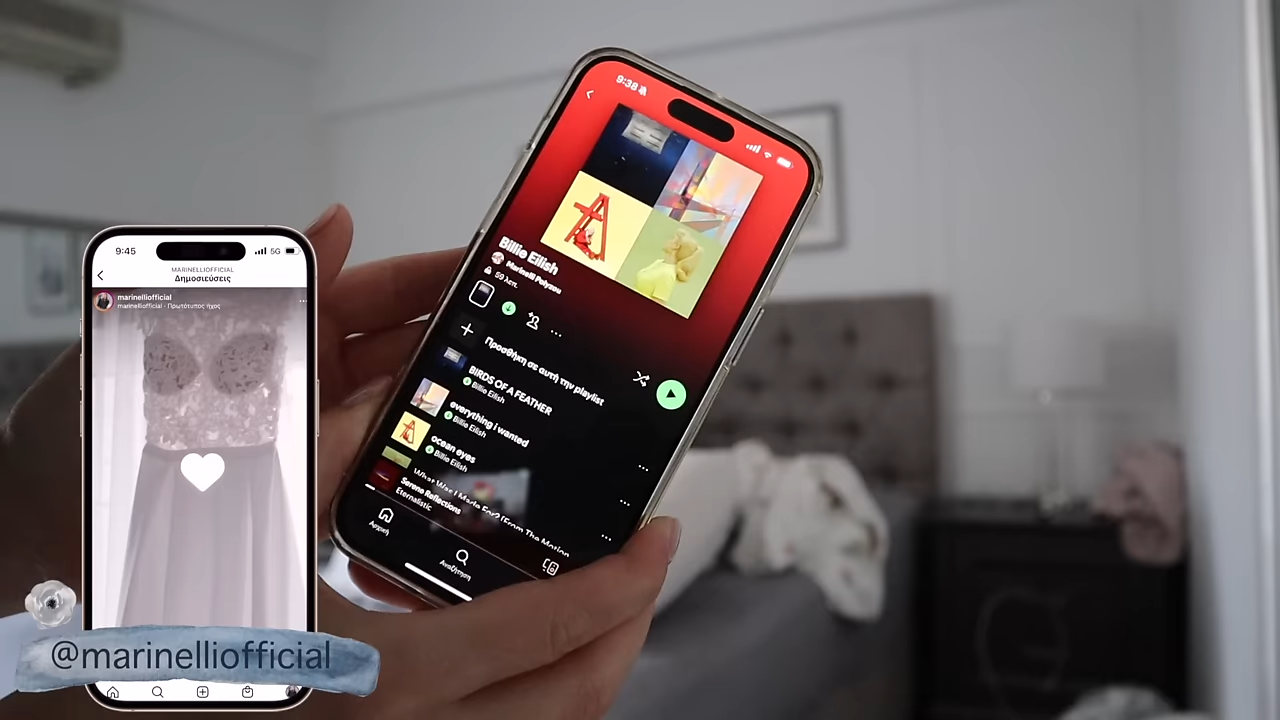 9:38
Billie Eilish
Marinelli Polyzou
59 λεπ.
Προσθήκη σε αυτή την playlist
BIRDS OF A FEATHER
Billie Eilish
everything i wanted
Billie Eilish
ocean eyes
Billie Eilish
What Was I Made For? [From The Motion
Serene Reflections
Eternalistic
Αρχική
Αναζήτηση
9:45
5G
MARINELLIOFFICIAL
Δημοσιεύσεις
marinelliofficial
marinelliofficial · Πρωτότυπος ήχος
@marinelliofficial